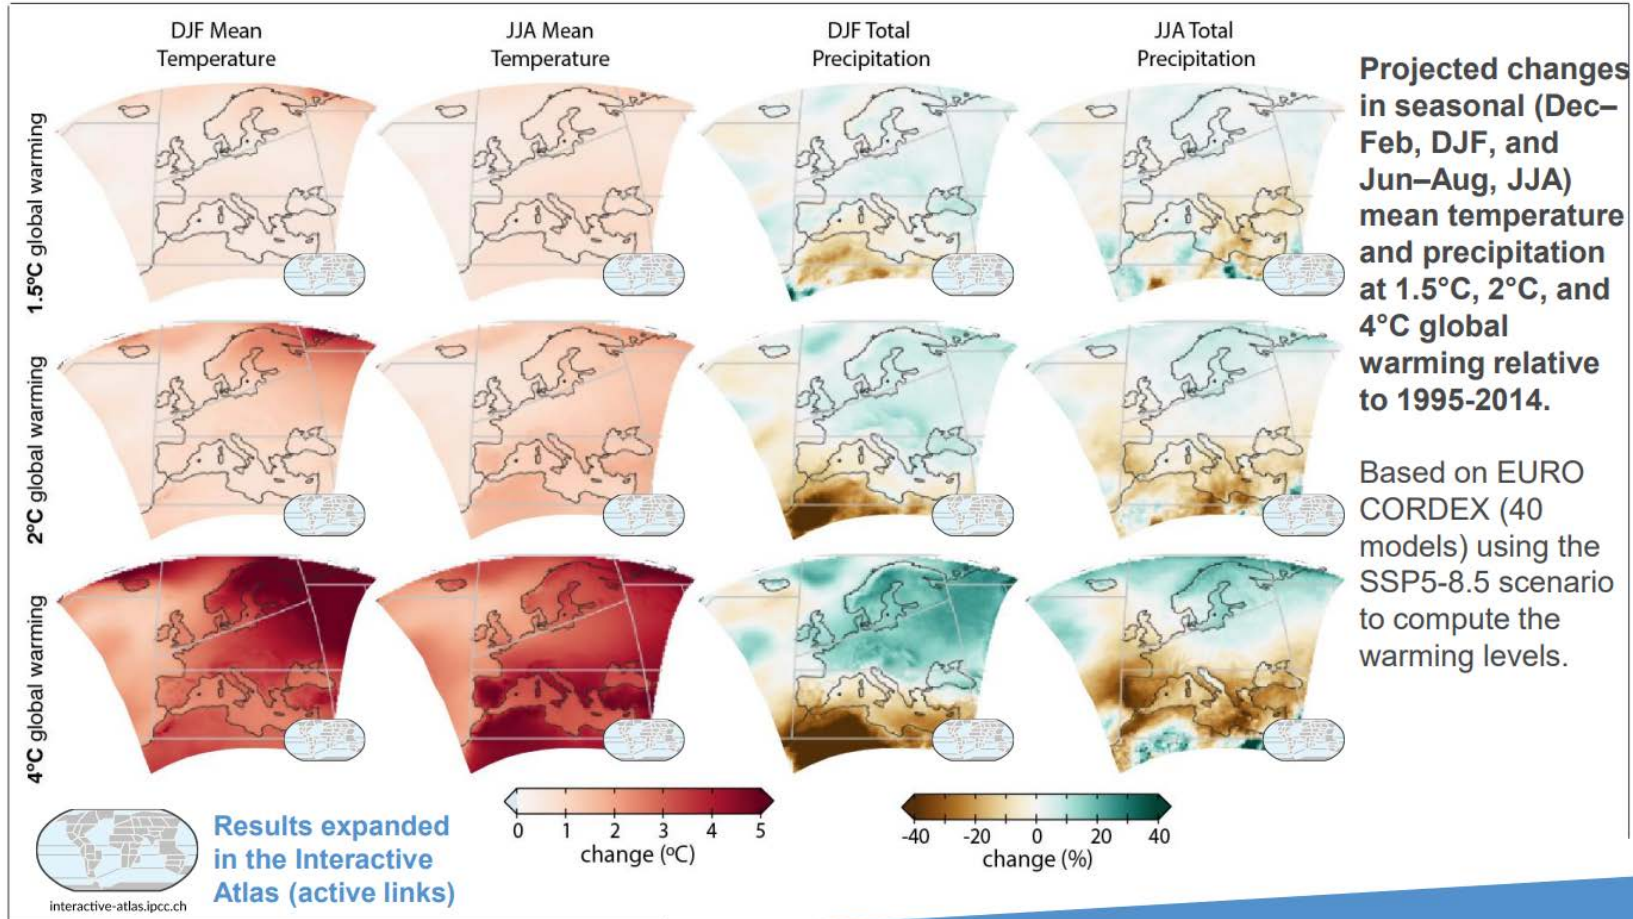 DJF Mean
Temperature
JJA Mean
Temperature
DJF Total
Precipitation
JJA Total
Precipitation
1.5ºC global warming
2ºC global warming
4ºC global warming
Projected changes
in seasonal (Dec–
Feb, DJF, and
Jun–Aug, JJA)
mean temperature
and precipitation
at 1.5°C, 2°C, and
4°C global
warming relative
to 1995-2014.
Based on EURO
CORDEX (40
models) using the
SSP5-8.5 scenario
to compute the
warming levels.
0 1 2 3 4 5
change (ºC)
-40 -20 0 20 40
change (%)
interactive-atlas.ipcc.ch
Results expanded
in the Interactive
Atlas (active links)